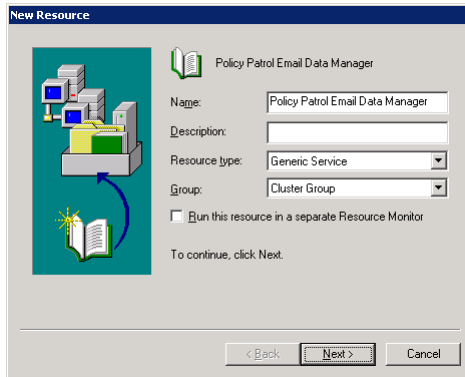 New Resource
Policy Patrol Email Data Manager
Name: Policy Patrol Email Data Manager
Description:
Resource type: Generic Service
Group: Cluster Group
Run this resource in a separate Resource Monitor
To continue, click Next.
< Back Next > Cancel